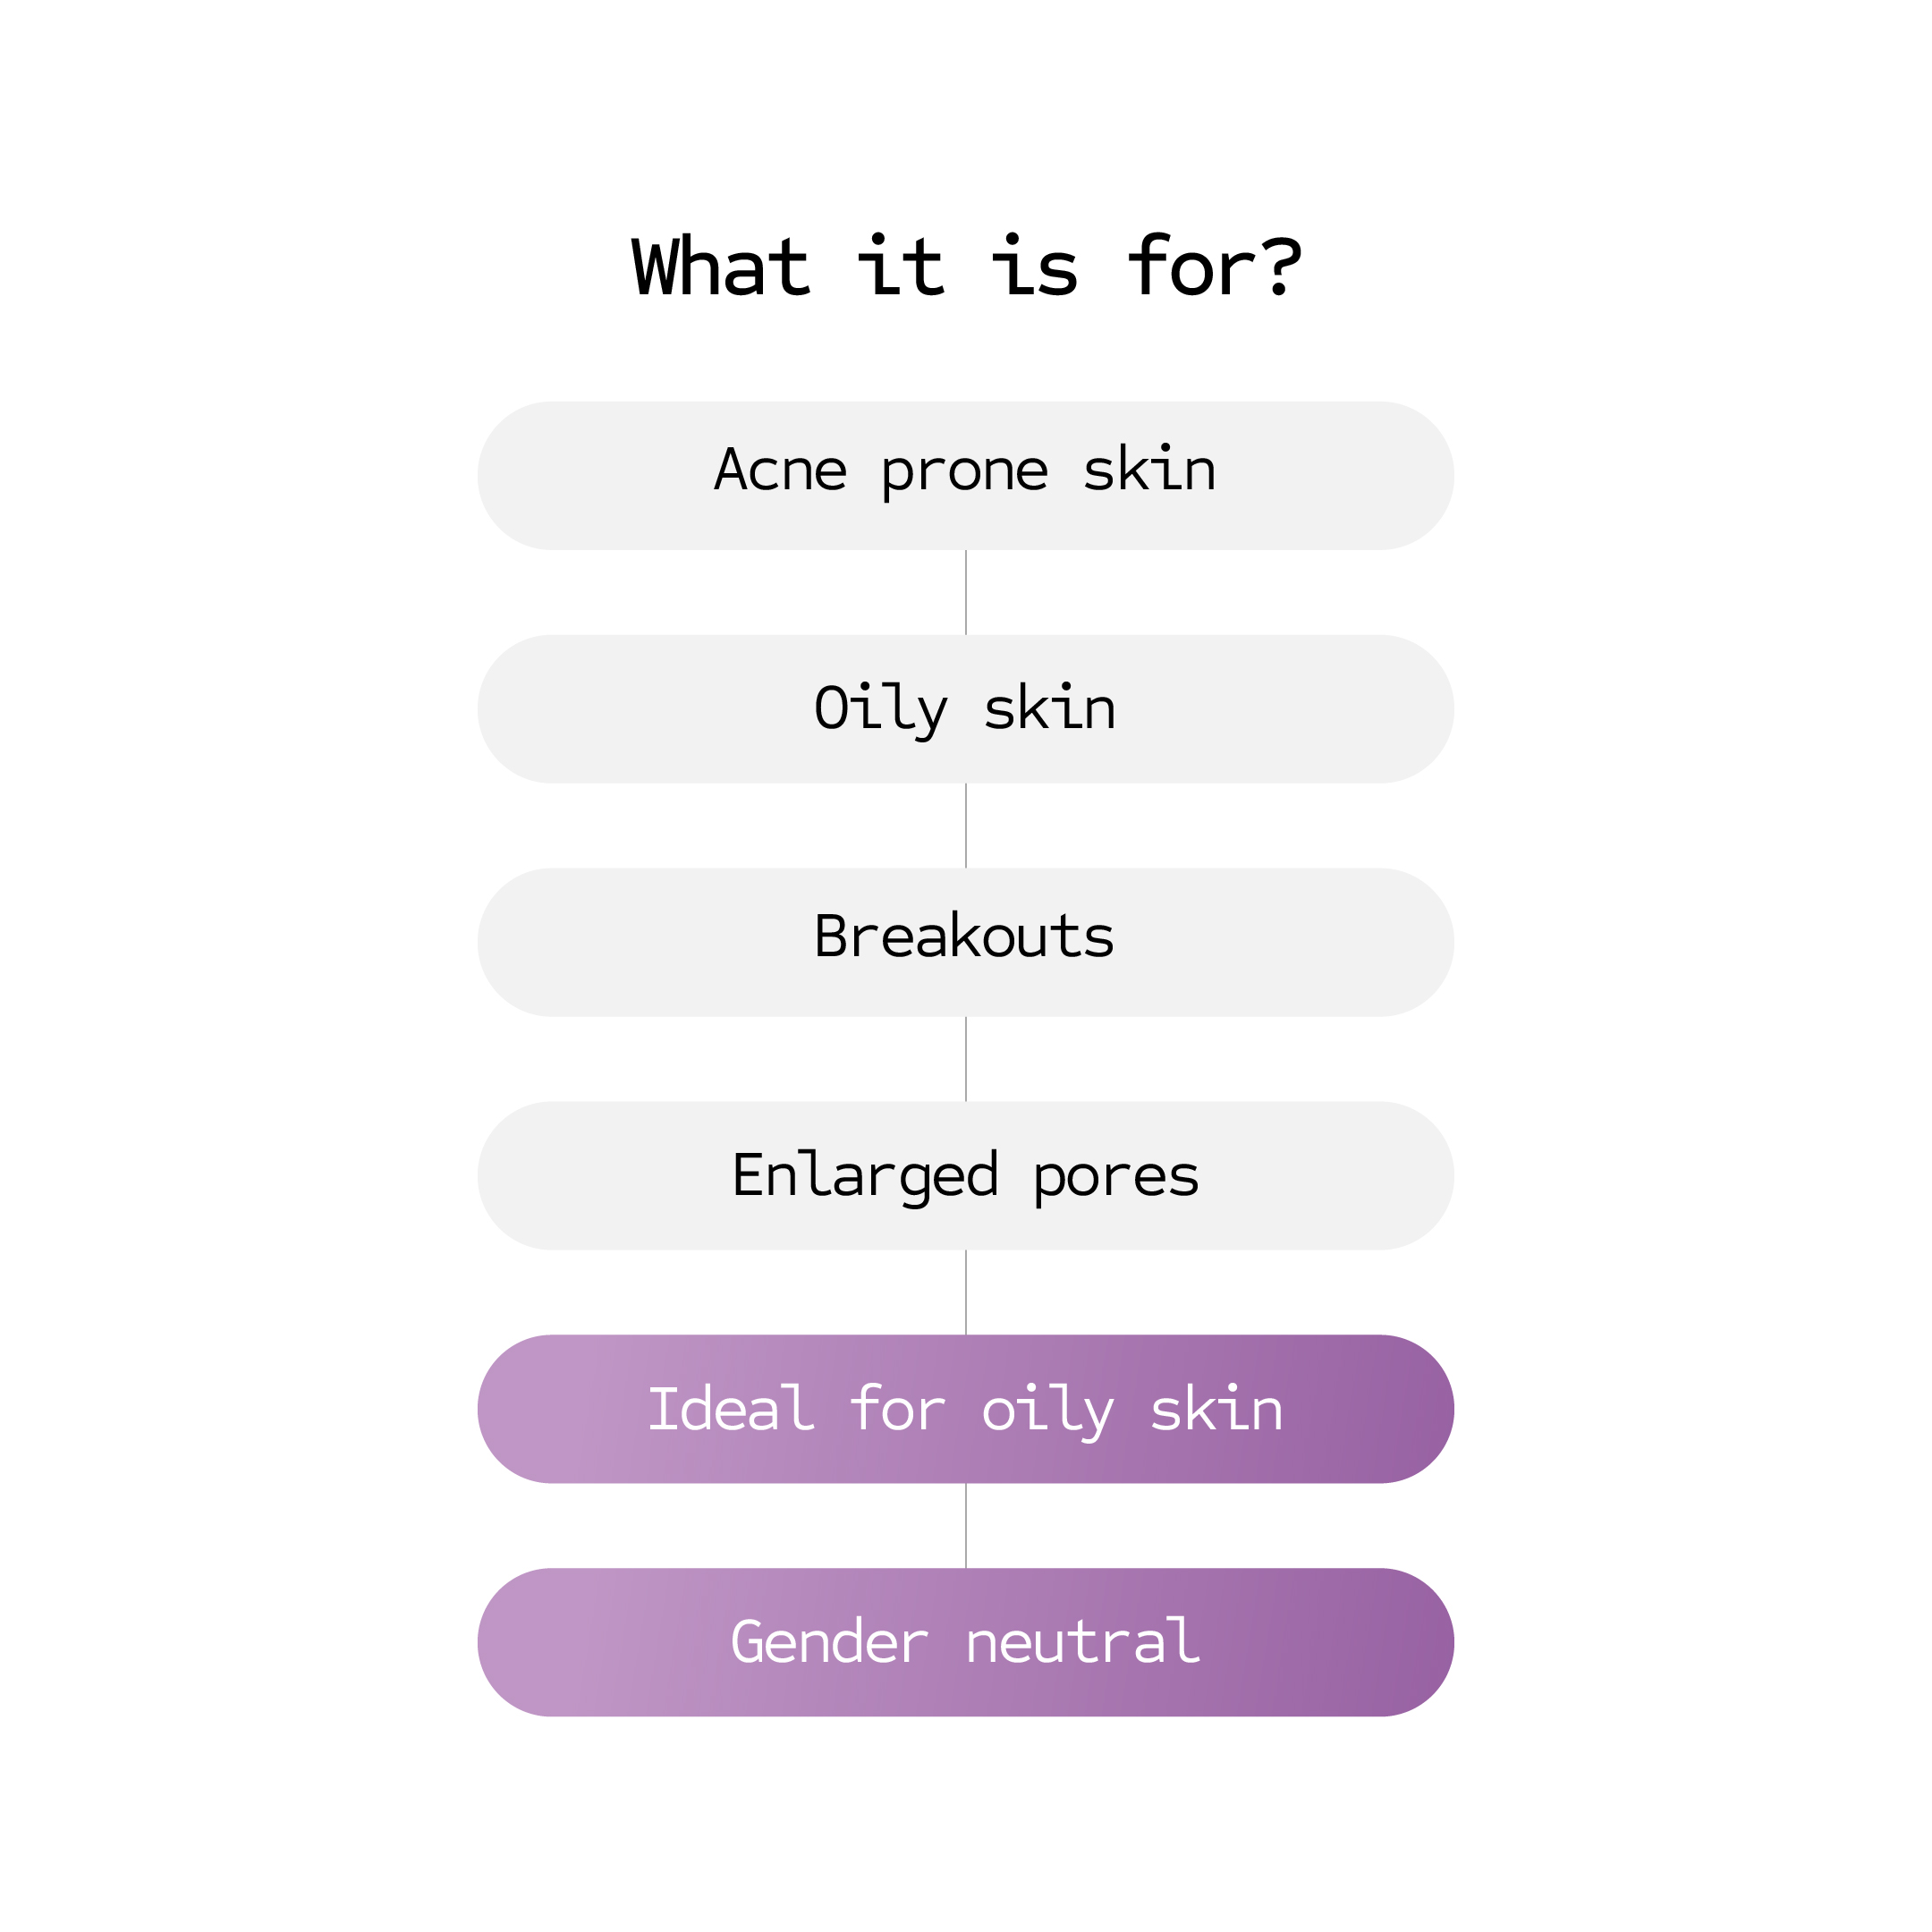 What it is for?
Acne prone skin
Oily skin
Breakouts
Enlarged pores
Ideal for oily skin
Gender neutral